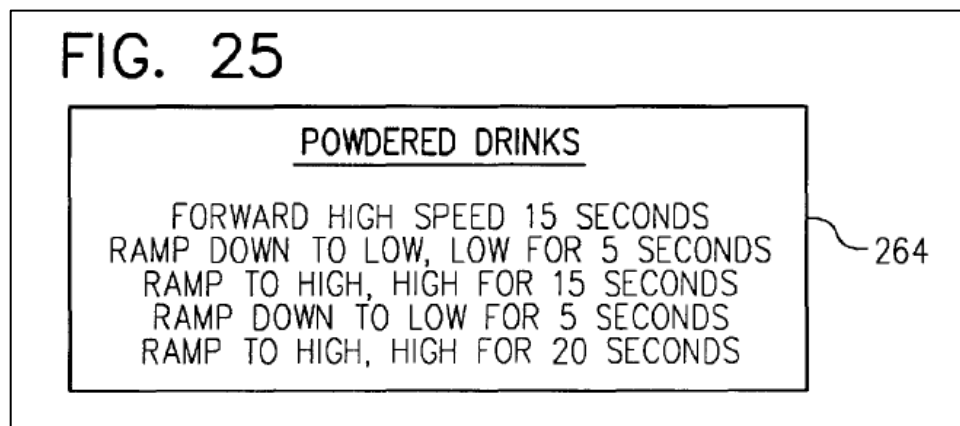 FIG. 25
POWDERED DRINKS
FORWARD HIGH SPEED 15 SECONDS
RAMP DOWN TO LOW, LOW FOR 5 SECONDS
RAMP TO HIGH, HIGH FOR 15 SECONDS
RAMP DOWN TO LOW FOR 5 SECONDS
RAMP TO HIGH, HIGH FOR 20 SECONDS
264